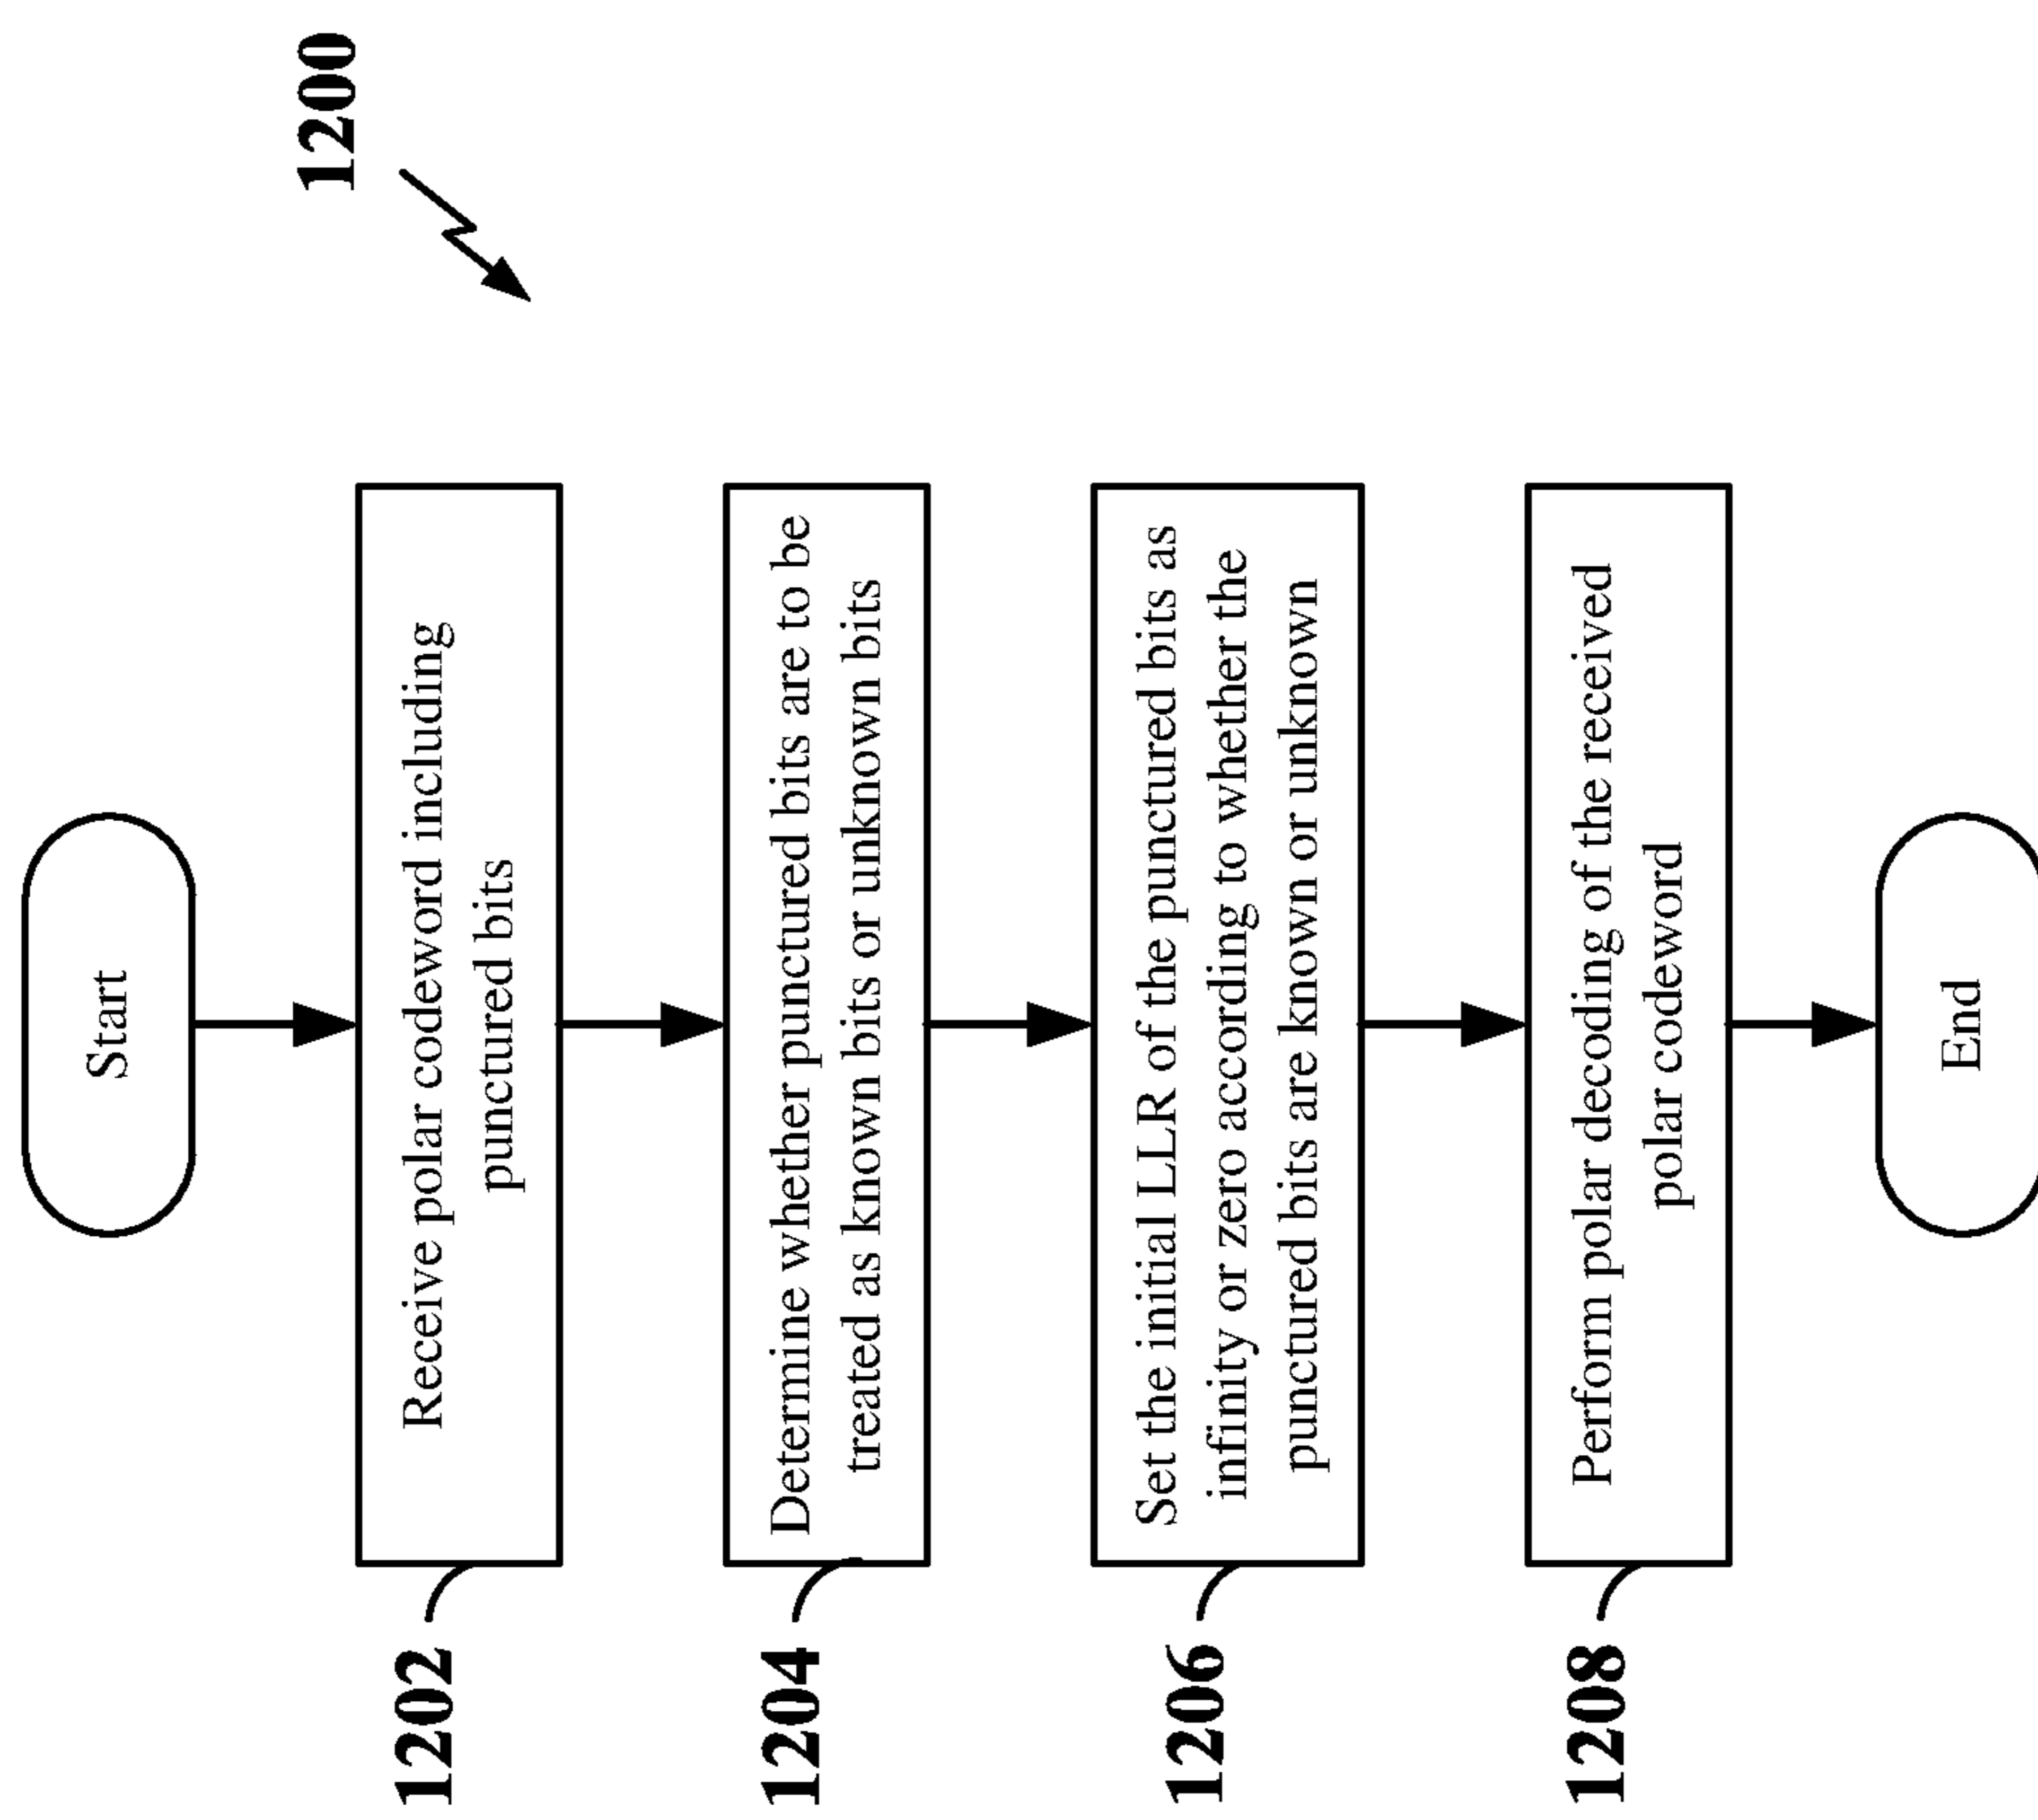 1200
Start
1202
Receive polar codeword including
punctured bits
1204
Determine whether punctured bits are to be
treated as known bits or unknown bits
1206
Set the initial LLR of the punctured bits as
infinity or zero according to whether the
punctured bits are known or unknown
1208
Perform polar decoding of the received
polar codeword
End